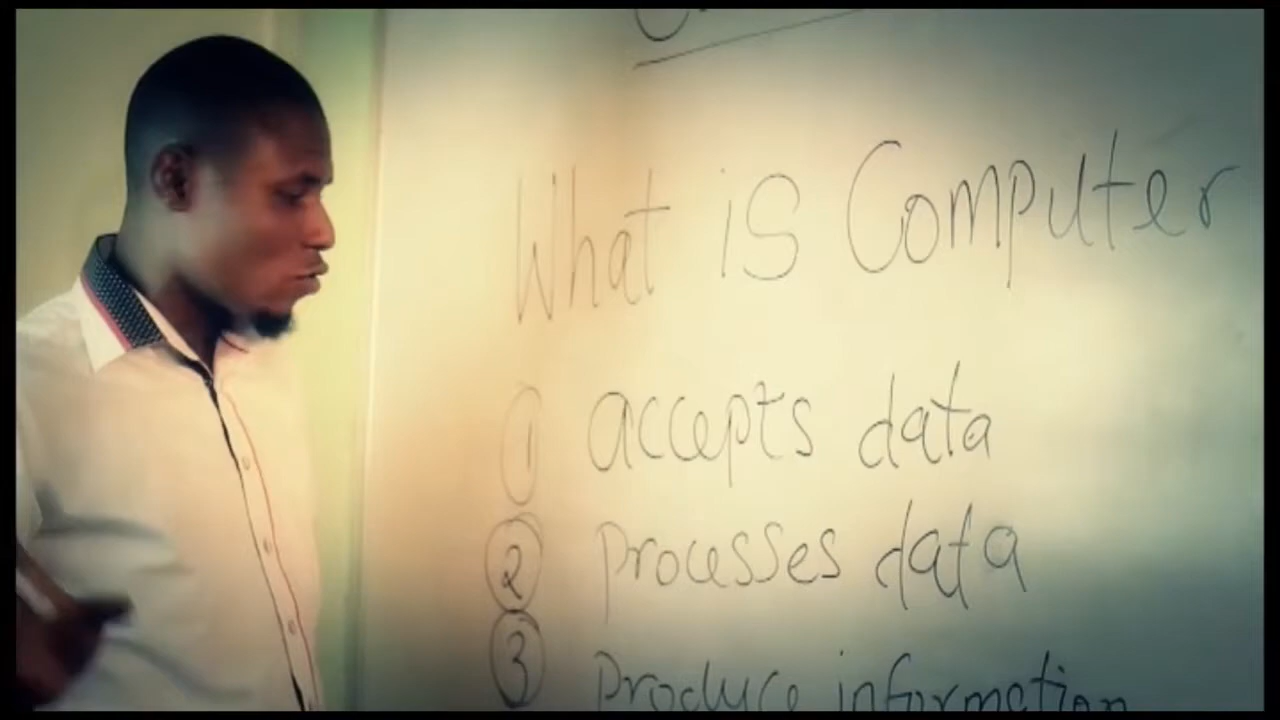 What is Computer
1 accepts data
2 processes data
3 Produce information